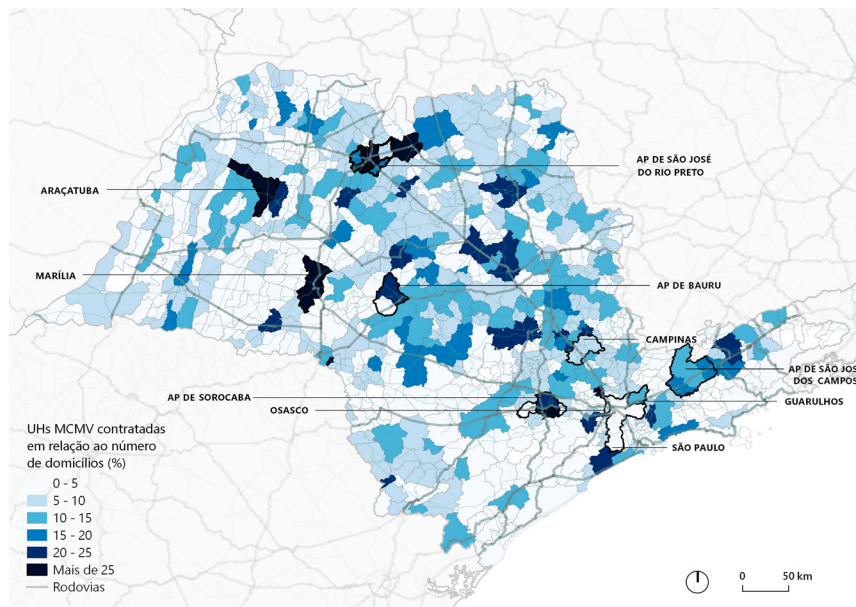 AP DE SÃO JOSÉ
DO RIO PRETO
ARAÇATUBA
MARÍLIA
AP DE BAURU
CAMPINAS
AP DE SÃO JOS
DOS CAMPOS
AP DE SOROCABA
GUARULHOS
OSASCO
SÃO PAULO
UHs MCMV contratadas
em relação ao número
de domicílios (%)
0 - 5
5 - 10
10 - 15
15 - 20
20 - 25
Mais de 25
Rodovias
0 50 km